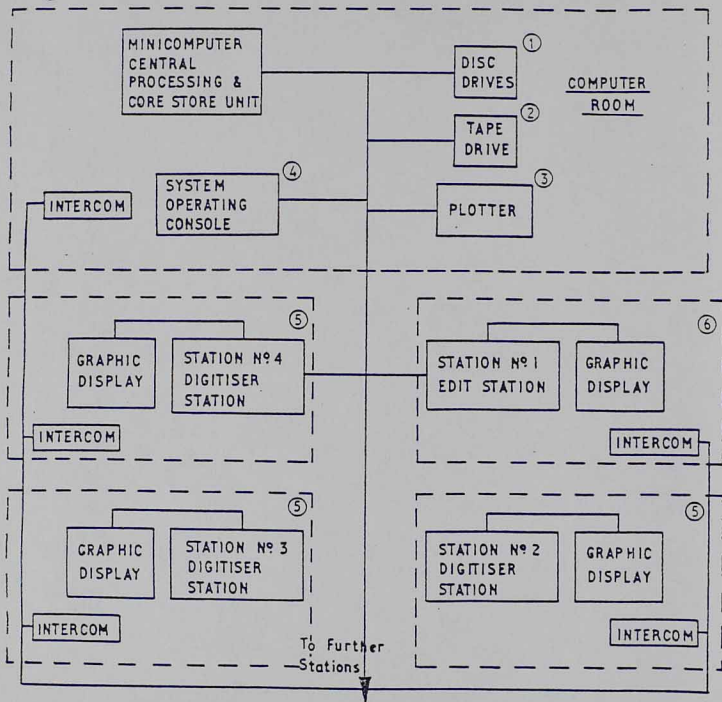 MINICOMPUTER
CENTRAL
PROCESSING &
CORE STORE UNIT
①
DISC
DRIVES
COMPUTER
ROOM
②
TAPE
DRIVE
③
PLOTTER
④
SYSTEM
OPERATING
CONSOLE
INTERCOM
⑤
GRAPHIC
DISPLAY
STATION Nº 4
DIGITISER
STATION
INTERCOM
⑥
STATION Nº 1
EDIT STATION
GRAPHIC
DISPLAY
INTERCOM
⑤
GRAPHIC
DISPLAY
STATION Nº 3
DIGITISER
STATION
INTERCOM
⑤
STATION Nº 2
DIGITISER
STATION
GRAPHIC
DISPLAY
INTERCOM
To Further
Stations